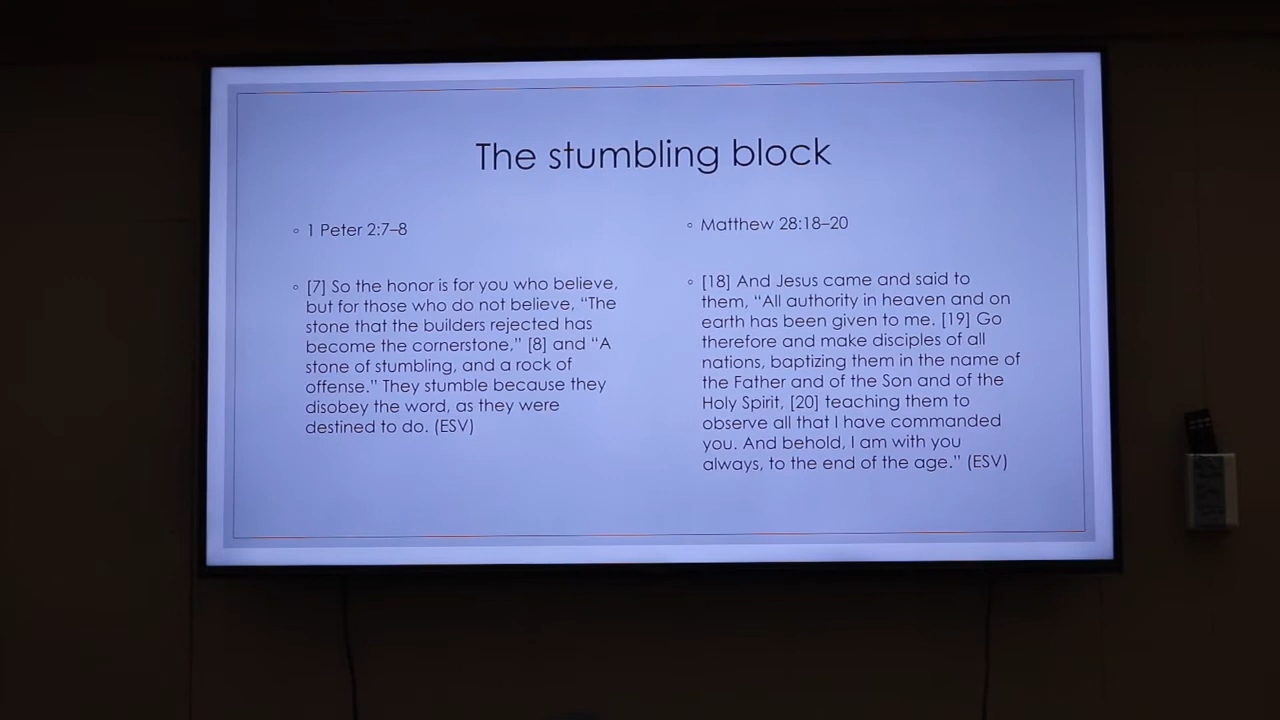 The stumbling block
◦ 1 Peter 2:7–8
◦ [7] So the honor is for you who believe,
but for those who do not believe, “The
stone that the builders rejected has
become the cornerstone,” [8] and “A
stone of stumbling, and a rock of
offense.” They stumble because they
disobey the word, as they were
destined to do. (ESV)
◦ Matthew 28:18–20
◦ [18] And Jesus came and said to
them, “All authority in heaven and on
earth has been given to me. [19] Go
therefore and make disciples of all
nations, baptizing them in the name of
the Father and of the Son and of the
Holy Spirit, [20] teaching them to
observe all that I have commanded
you. And behold, I am with you
always, to the end of the age.” (ESV)